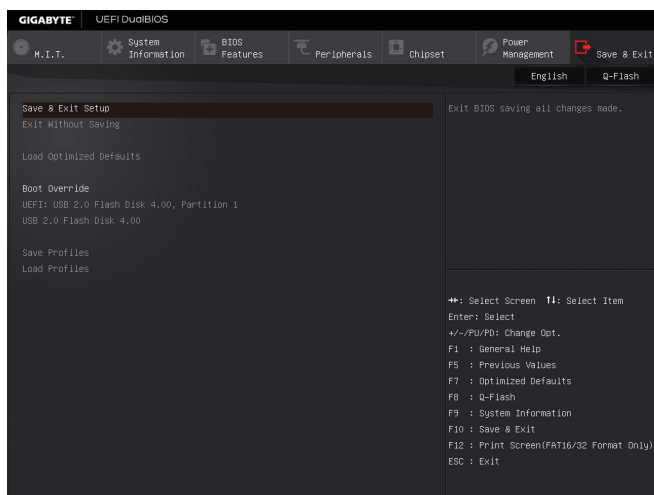 GIGABYTE™ UEFI DualBIOS
M.I.T.
System
Information
BIOS
Features
Peripherals
Chipset
Power
Management
Save & Exit
English Q-Flash
Save & Exit Setup
Exit Without Saving
Load Optimized Defaults
Boot Override
UEFI: USB 2.0 Flash Disk 4.00, Partition 1
USB 2.0 Flash Disk 4.00
Save Profiles
Load Profiles
Exit BIOS saving all changes made.
→←: Select Screen ↑↓: Select Item
Enter: Select
+/-/PU/PD: Change Opt.
F1 : General Help
F5 : Previous Values
F7 : Optimized Defaults
F8 : Q-Flash
F9 : System Information
F10 : Save & Exit
F12 : Print Screen(FAT16/32 Format Only)
ESC : Exit